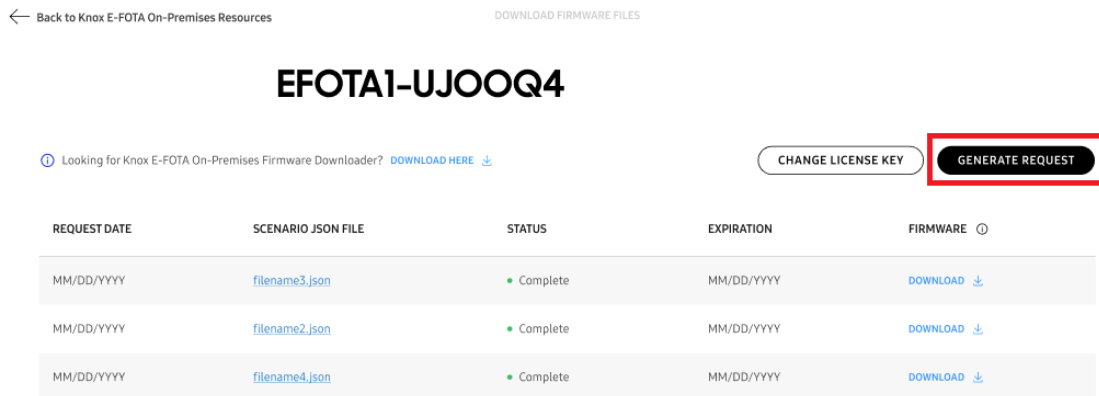 Back to Knox E-FOTA On-Premises Resources
DOWNLOAD FIRMWARE FILES
EFOTA1-UJOOQ4
Looking for Knox E-FOTA On-Premises Firmware Downloader? DOWNLOAD HERE
CHANGE LICENSE KEY
GENERATE REQUEST
REQUEST DATE SCENARIO JSON FILE STATUS EXPIRATION FIRMWARE
MM/DD/YYYY filename3.json Complete MM/DD/YYYY DOWNLOAD
MM/DD/YYYY filename2.json Complete MM/DD/YYYY DOWNLOAD
MM/DD/YYYY filename4.json Complete MM/DD/YYYY DOWNLOAD